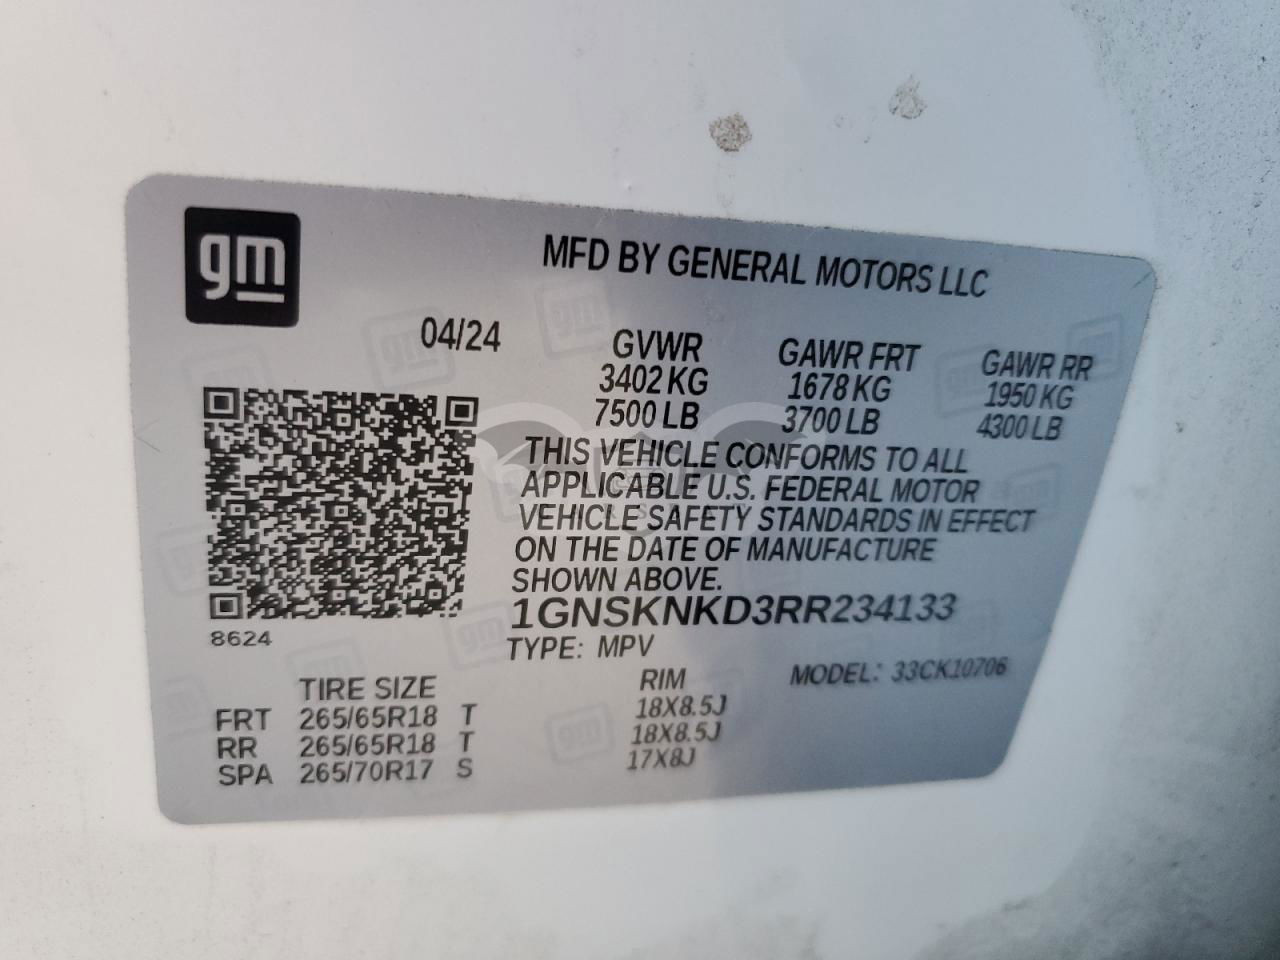 gm
MFD BY GENERAL MOTORS LLC
04/24 GVWR GAWR FRT GAWR RR
3402 KG 1678 KG 1950 KG
7500 LB 3700 LB 4300 LB
THIS VEHICLE CONFORMS TO ALL
APPLICABLE U.S. FEDERAL MOTOR
VEHICLE SAFETY STANDARDS IN EFFECT
ON THE DATE OF MANUFACTURE
SHOWN ABOVE.
1GNSKNKD3RR234133
8624
TYPE: MPV MODEL: 33CK10706
TIRE SIZE RIM
FRT 265/65R18 T 18X8.5J
RR 265/65R18 T 18X8.5J
SPA 265/70R17 S 17X8J